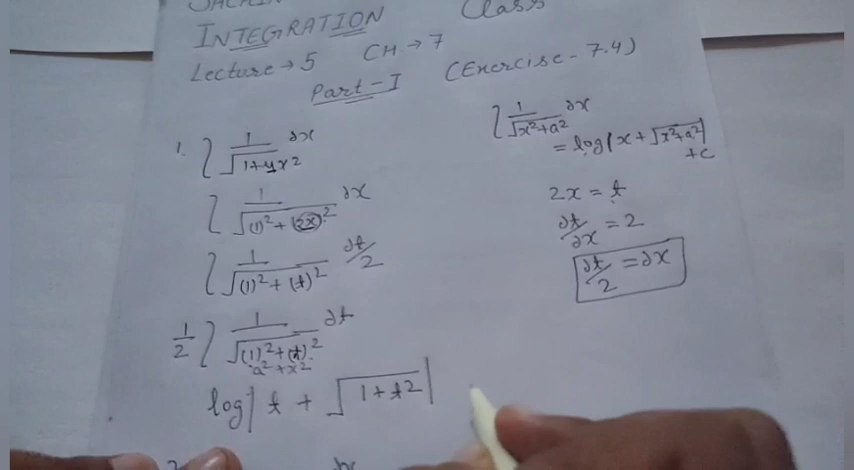 INTEGRATION Class
Lecture → 5 CH → 7
Part - I (Exercise - 7.4)
1. ∫ 1/√1+4x² dx
∫ 1/√(1)² + (2x)² dx
∫ 1/√(1)² + (t)² dt/2
1/2 ∫ 1/√(1)² + (t)² dt
a² + x²
log| t + √1 + t² |
∫ 1/√x²+a² dx
= log|x + √x²+a²|
+c
2x = t
dt/dx = 2
dt/2 = dx